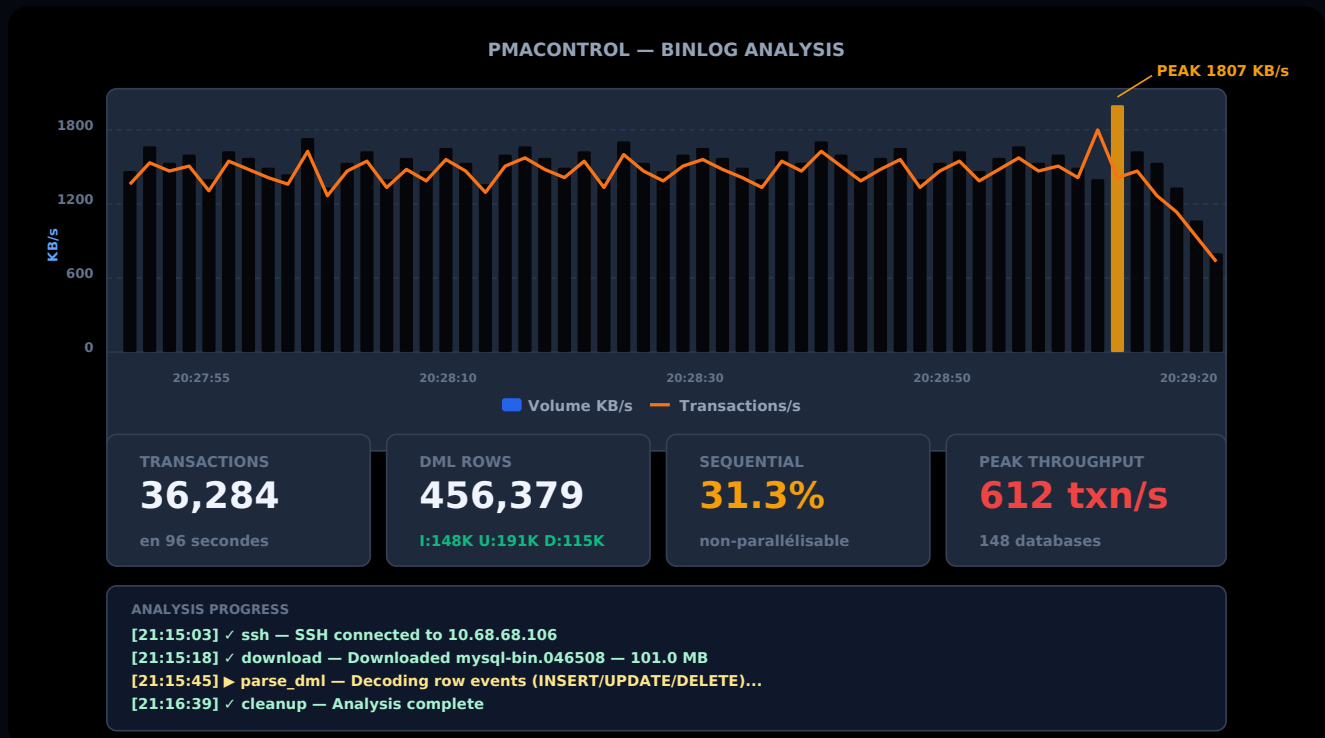 PMACONTROL — BINLOG ANALYSIS
PEAK 1807 KB/s
1800
1200
600
0
KB/s
20:27:55 20:28:10 20:28:30 20:28:50 20:29:20
Volume KB/s Transactions/s
TRANSACTIONS
36,284
en 96 secondes
DML ROWS
456,379
I:148K U:191K D:115K
SEQUENTIAL
31.3%
non-parallélisable
PEAK THROUGHPUT
612 txn/s
148 databases
ANALYSIS PROGRESS
[21:15:03] ✓ ssh — SSH connected to 10.68.68.106
[21:15:18] ✓ download — Downloaded mysql-bin.046508 — 101.0 MB
[21:15:45] ▶ parse_dml — Decoding row events (INSERT/UPDATE/DELETE)...
[21:16:39] ✓ cleanup — Analysis complete